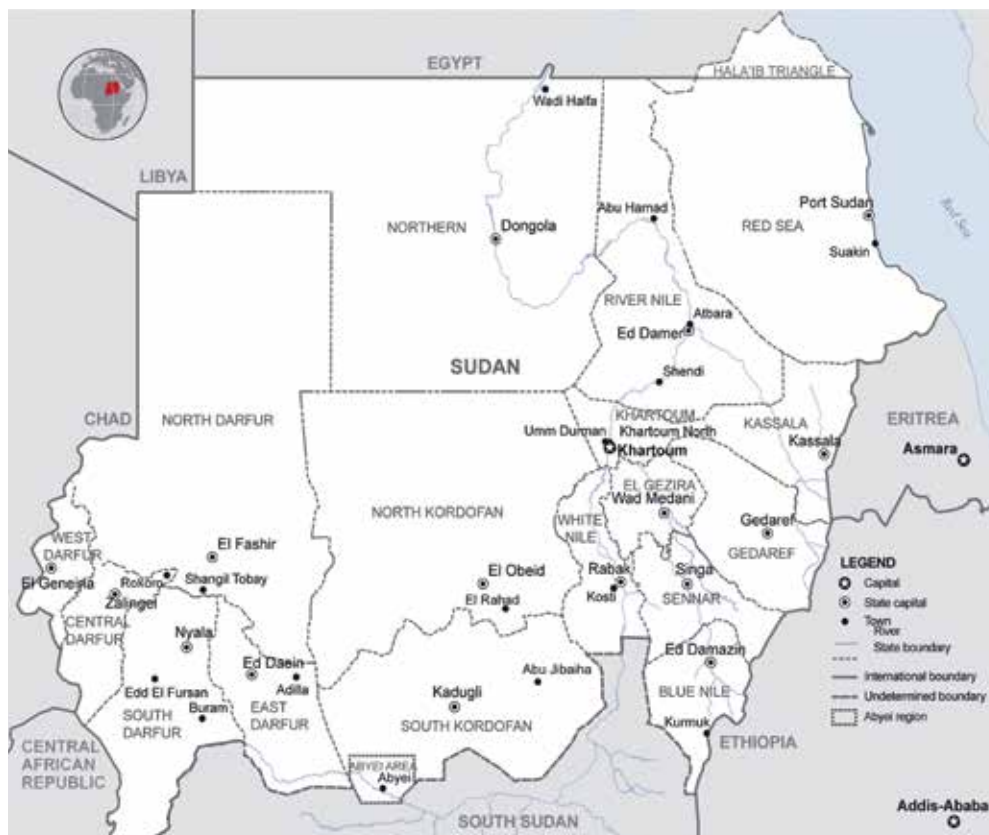 EGYPT
HALA'IB TRIANGLE
Wadi Halfa
LIBYA
NORTHERN
Dongola
Abu Hamad
Port Sudan
RED SEA
Suakin
Red Sea
RIVER NILE
Atbara
Ed Damer
SUDAN
Shendi
CHAD
NORTH DARFUR
KHARTOUM
Umm Durman
Khartoum North
Khartoum
KASSALA
Kassala
ERITREA
Asmara
EL GEZIRA
Wad Medani
NORTH KORDOFAN
WHITE
NILE
Gedaref
GEDAREF
WEST
DARFUR
El Fashir
El Geneina
Rokoro
Shangil Tobay
Zalingei
El Obeid
El Rahad
Rabak
Kosti
Singa
SENNAR
CENTRAL
DARFUR
Nyala
Ed Daein
Adilla
Edd El Fursan
Buram
SOUTH
DARFUR
EAST
DARFUR
Abu Jibaiha
Kadugli
SOUTH KORDOFAN
Ed Damazin
BLUE NILE
Kurmuk
ABYEI AREA
Abyei
CENTRAL
AFRICAN
REPUBLIC
ETHIOPIA
SOUTH SUDAN
Addis-Ababa
LEGEND
Capital
State capital
Town
River
State boundary
International boundary
Undetermined boundary
Abyei region